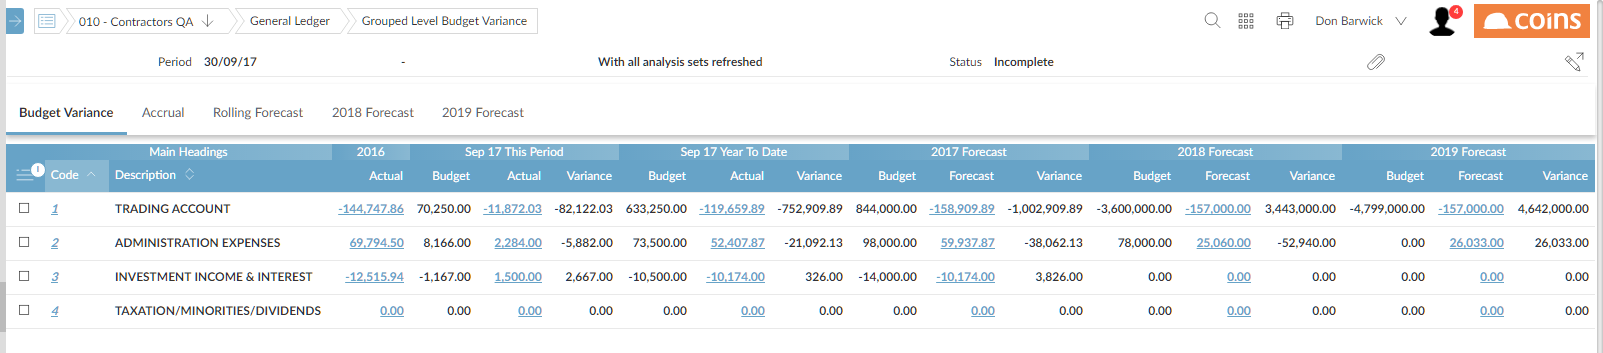 010 - Contractors QA General Ledger Grouped Level Budget Variance Don Barwick 4 coins
Period 30/09/17 - With all analysis sets refreshed Status Incomplete
Budget Variance Accrual Rolling Forecast 2018 Forecast 2019 Forecast
Main Headings 2016 Sep 17 This Period Sep 17 Year To Date 2017 Forecast 2018 Forecast 2019 Forecast
Code Description Actual Budget Actual Variance Budget Actual Variance Budget Forecast Variance Budget Forecast Variance Budget Forecast Variance
1 TRADING ACCOUNT -144,747.86 70,250.00 -11,872.03 -82,122.03 633,250.00 -119,659.89 -752,909.89 844,000.00 -158,909.89 -1,002,909.89 -3,600,000.00 -157,000.00 3,443,000.00 -4,799,000.00 -157,000.00 4,642,000.00
2 ADMINISTRATION EXPENSES 69,794.50 8,166.00 2,284.00 -5,882.00 73,500.00 52,407.87 -21,092.13 98,000.00 59,937.87 -38,062.13 78,000.00 25,060.00 -52,940.00 0.00 26,033.00 26,033.00
3 INVESTMENT INCOME & INTEREST -12,515.94 -1,167.00 1,500.00 2,667.00 -10,500.00 -10,174.00 326.00 -14,000.00 -10,174.00 3,826.00 0.00 0.00 0.00 0.00 0.00 0.00
4 TAXATION/MINORITIES/DIVIDENDS 0.00 0.00 0.00 0.00 0.00 0.00 0.00 0.00 0.00 0.00 0.00 0.00 0.00 0.00 0.00 0.00